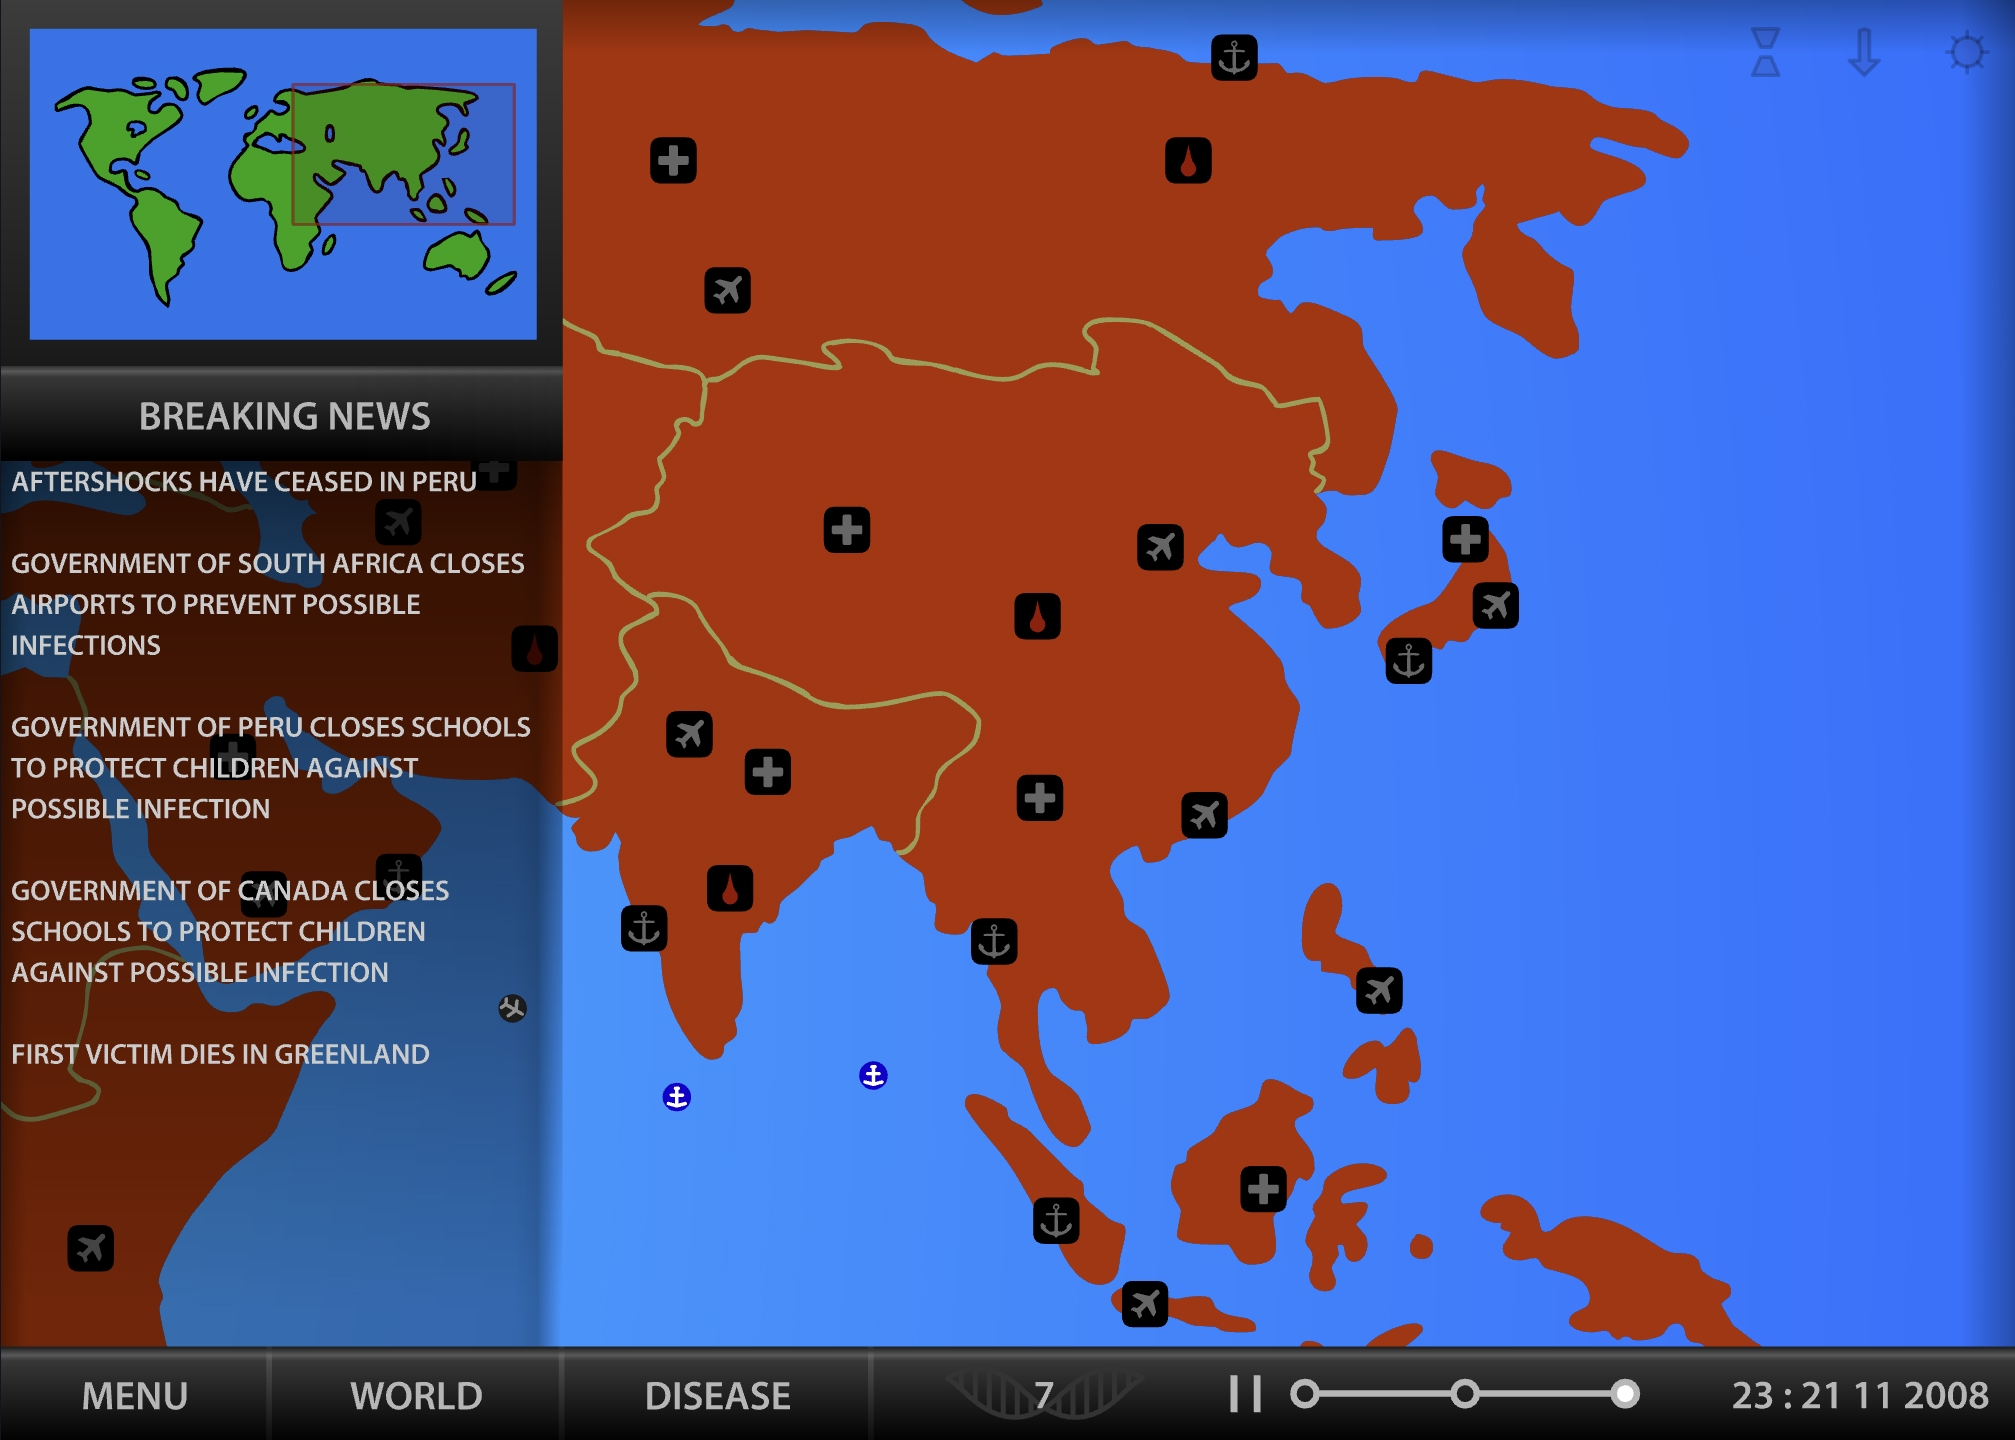 BREAKING NEWS
AFTERSHOCKS HAVE CEASED IN PERU
GOVERNMENT OF SOUTH AFRICA CLOSES
AIRPORTS TO PREVENT POSSIBLE
INFECTIONS
GOVERNMENT OF PERU CLOSES SCHOOLS
TO PROTECT CHILDREN AGAINST
POSSIBLE INFECTION
GOVERNMENT OF CANADA CLOSES
SCHOOLS TO PROTECT CHILDREN
AGAINST POSSIBLE INFECTION
FIRST VICTIM DIES IN GREENLAND
MENU WORLD DISEASE 7 23 : 21 11 2008